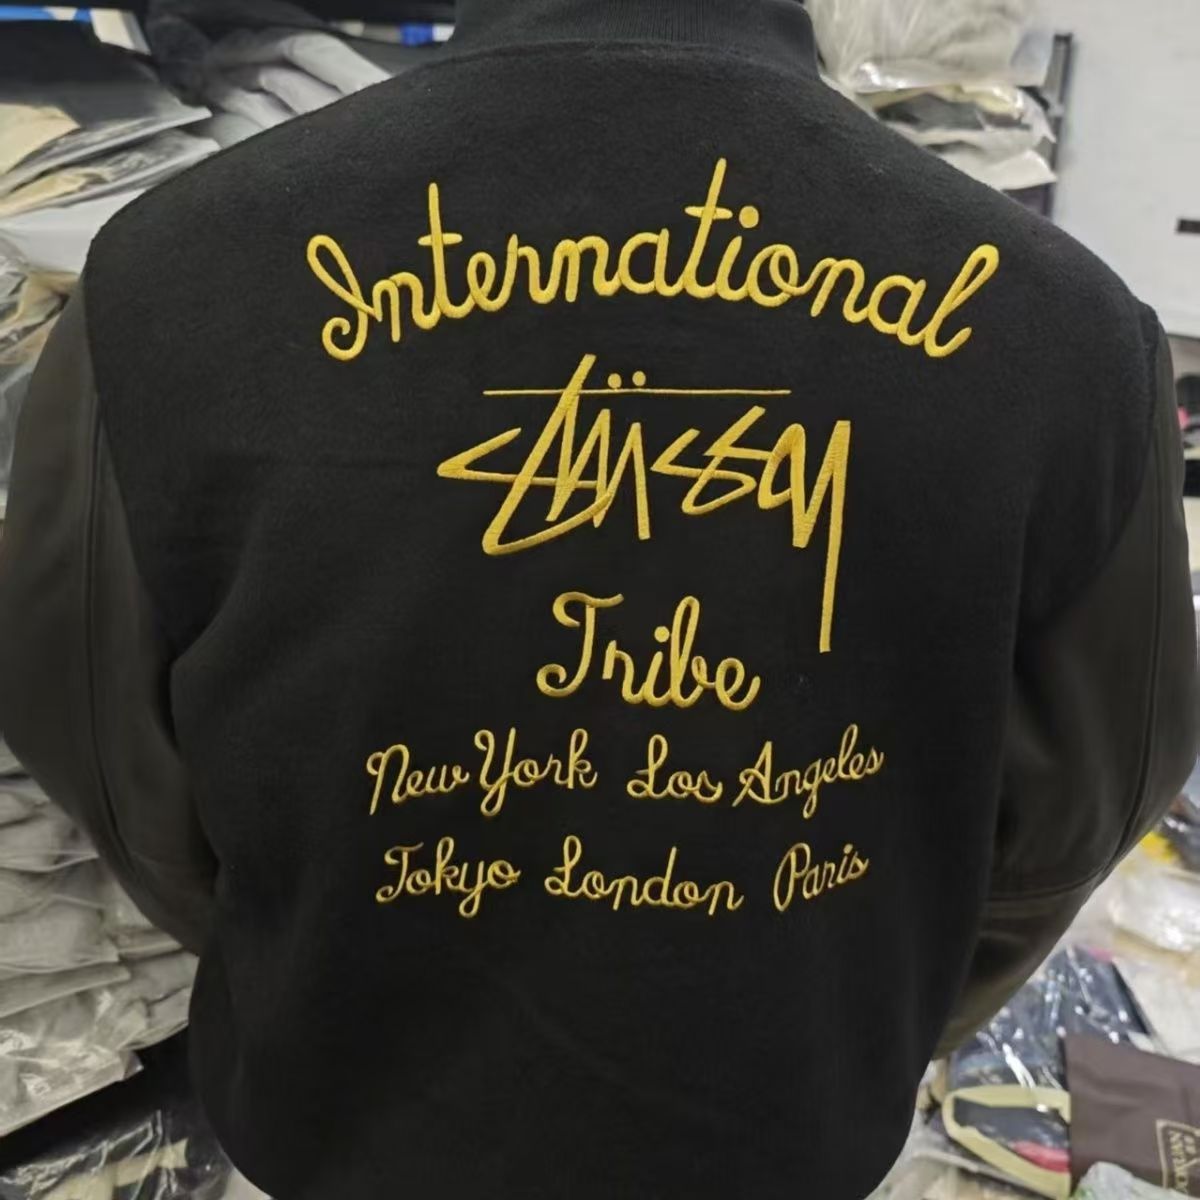 International
Stüssy
Tribe
New York Los Angeles
Tokyo London Paris